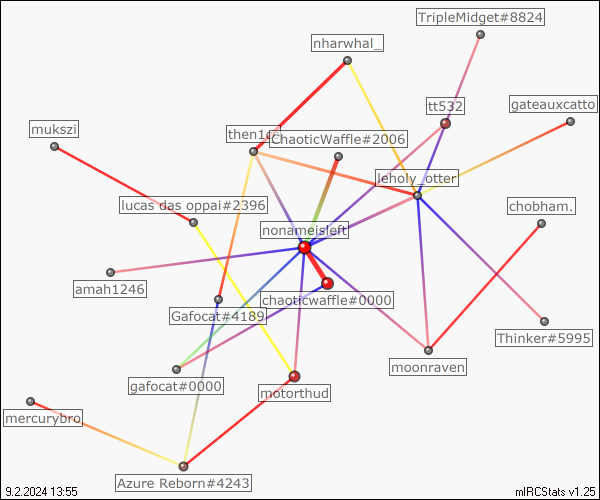 TripleMidget#8824
nharwhal_
tt532
gateauxcatto
mukszi
ChaoticWaffle#2006
leholy_otter
lucas das oppai#2396
chobham.
nonameisleft
amah1246
chaoticwaffle#0000
Gafocat#4189
Thinker#5995
moonraven
gafocat#0000
motorthud
mercurybro
Azure Reborn#4243
9.2.2024 13:55
mIRCStats v1.25